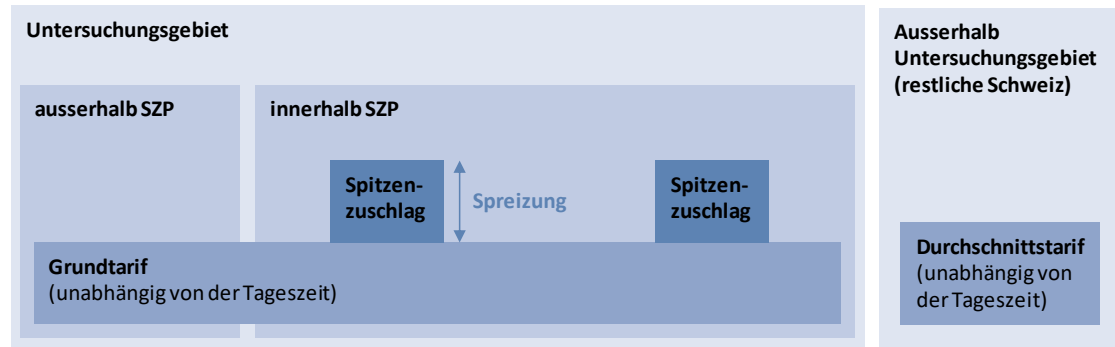 Untersuchungsgebiet
ausserhalb SZP
innerhalb SZP
Spitzen-
zuschlag
Spreizung
Spitzen-
zuschlag
Grundtarif
(unabhängig von der Tageszeit)
Ausserhalb
Untersuchungsgebiet
(restliche Schweiz)
Durchschnittstarif
(unabhängig von
der Tageszeit)